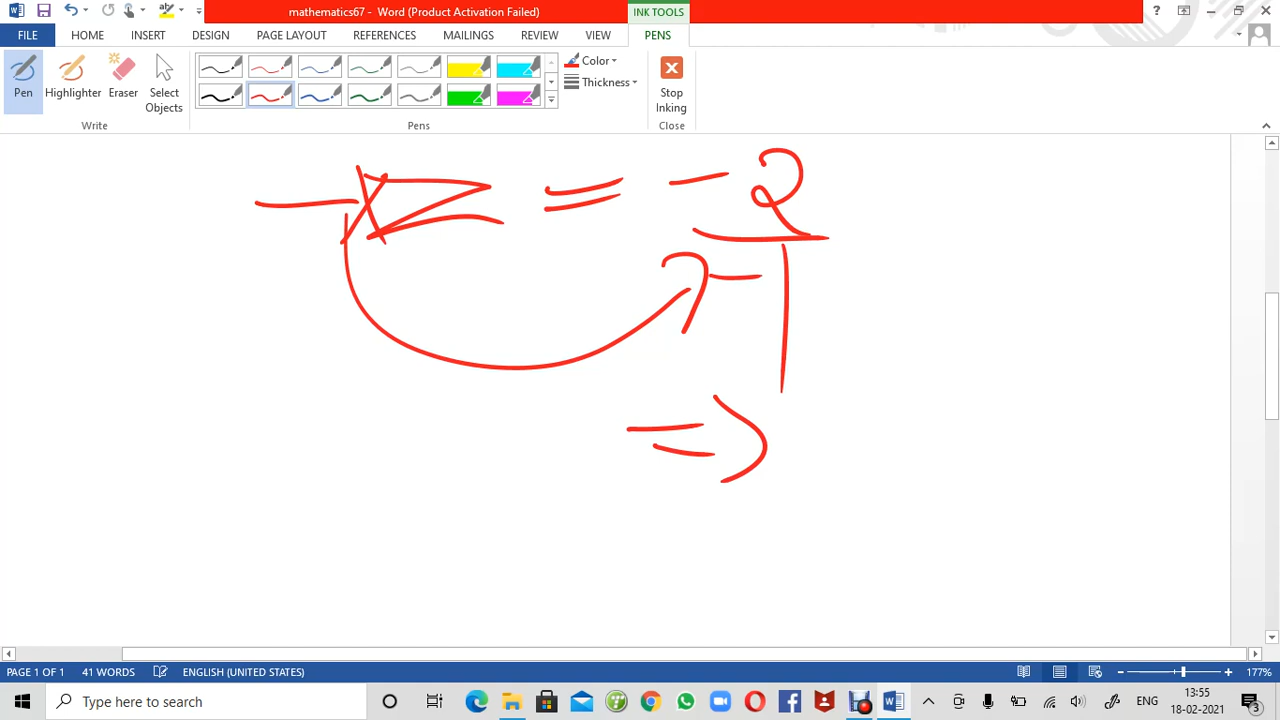 mathematics67 - Word (Product Activation Failed)
INK TOOLS
?
FILE
HOME
INSERT
DESIGN
PAGE LAYOUT
REFERENCES
MAILINGS
REVIEW
VIEW
PENS
Pen
Highlighter
Eraser
Select Objects
Color
Thickness
Stop Inking
Write
Pens
Close
= -2
=>
PAGE 1 OF 1
41 WORDS
ENGLISH (UNITED STATES)
177%
Type here to search
ENG
13:55
18-02-2021
3